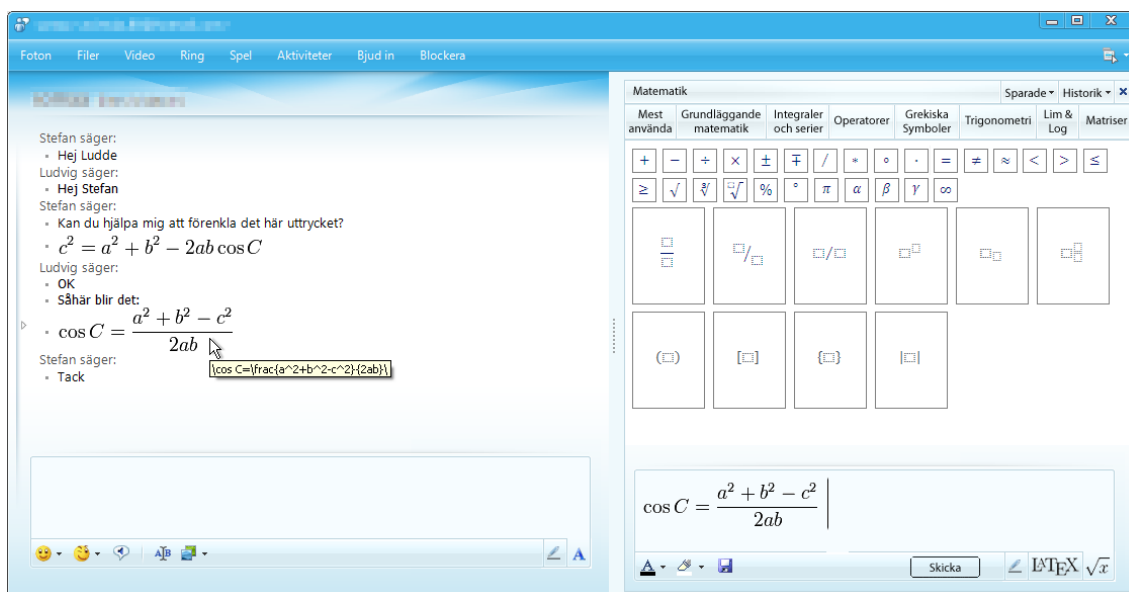 Foton Filer Video Ring Spel Aktiviteter Bjud in Blockera
Stefan säger:
Hej Ludde
Ludvig säger:
Hej Stefan
Stefan säger:
Kan du hjälpa mig att förenkla det här uttrycket?
c² = a² + b² − 2ab cos C
Ludvig säger:
OK
Såhär blir det:
cos C = \frac{a² + b² − c²}{2ab}
\cos C=\frac{a^2+b^2-c^2}{2ab}\
Stefan säger:
Tack
Matematik Sparade Historik
Mest använda Grundläggande matematik Integraler och serier Operatorer Grekiska Symboler Trigonometri Lim & Log Matriser
+ − ÷ × ± ∓ / * ∘ · = ≠ ≈ < > ≤
≥ √ ∛ √ % ° π α β γ ∞
/ /
( ) [ ] { } | |
cos C = \frac{a² + b² − c²}{2ab}
A Skicka LATEX √x
AB A